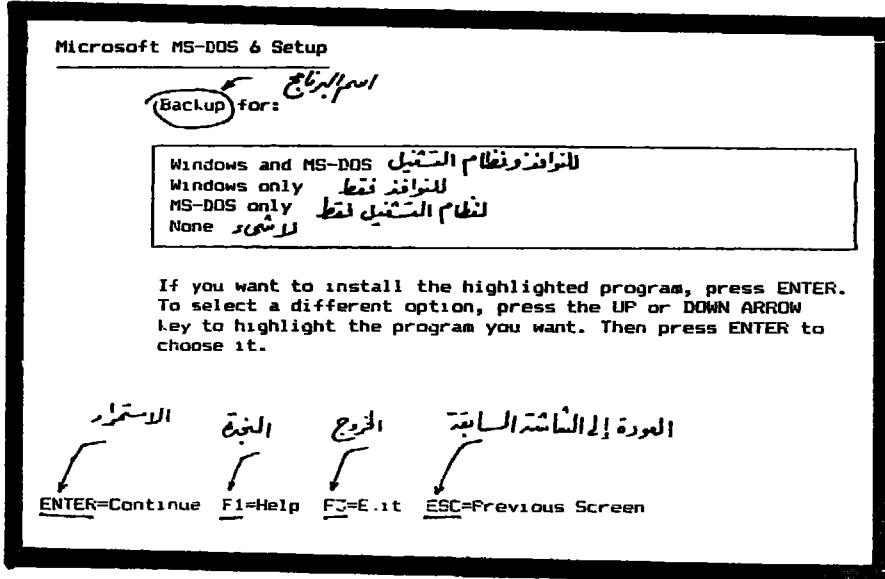 Microsoft MS-DOS 6 Setup
اسم البرنامج
Backup for:
Windows and MS-DOS للنوافذ ونظام التشغيل
Windows only للنوافذ فقط
MS-DOS only لنظام التشغيل فقط
None لا شيء
If you want to install the highlighted program, press ENTER.
To select a different option, press the UP or DOWN ARROW
key to highlight the program you want. Then press ENTER to
choose it.
الاستمرار النجدة الخروج العودة إلى الشاشة السابقة
ENTER=Continue F1=Help F3=Exit ESC=Previous Screen